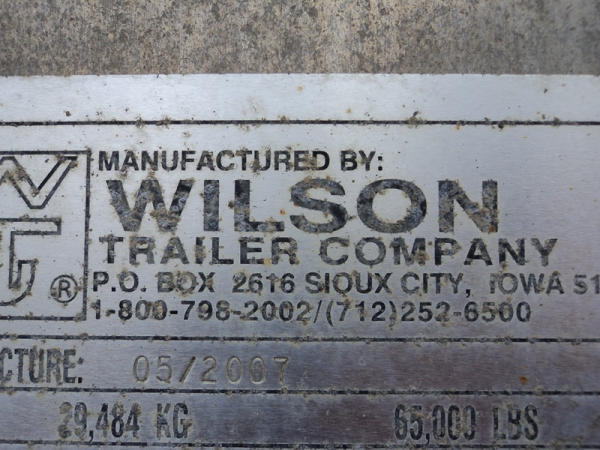 MANUFACTURED BY:
WILSON
TRAILER COMPANY
P.O. BOX 2616 SIOUX CITY, IOWA 51
1-800-798-2002/(712)252-6500
CTURE: 05/2007
29,484 KG 65,000 LBS